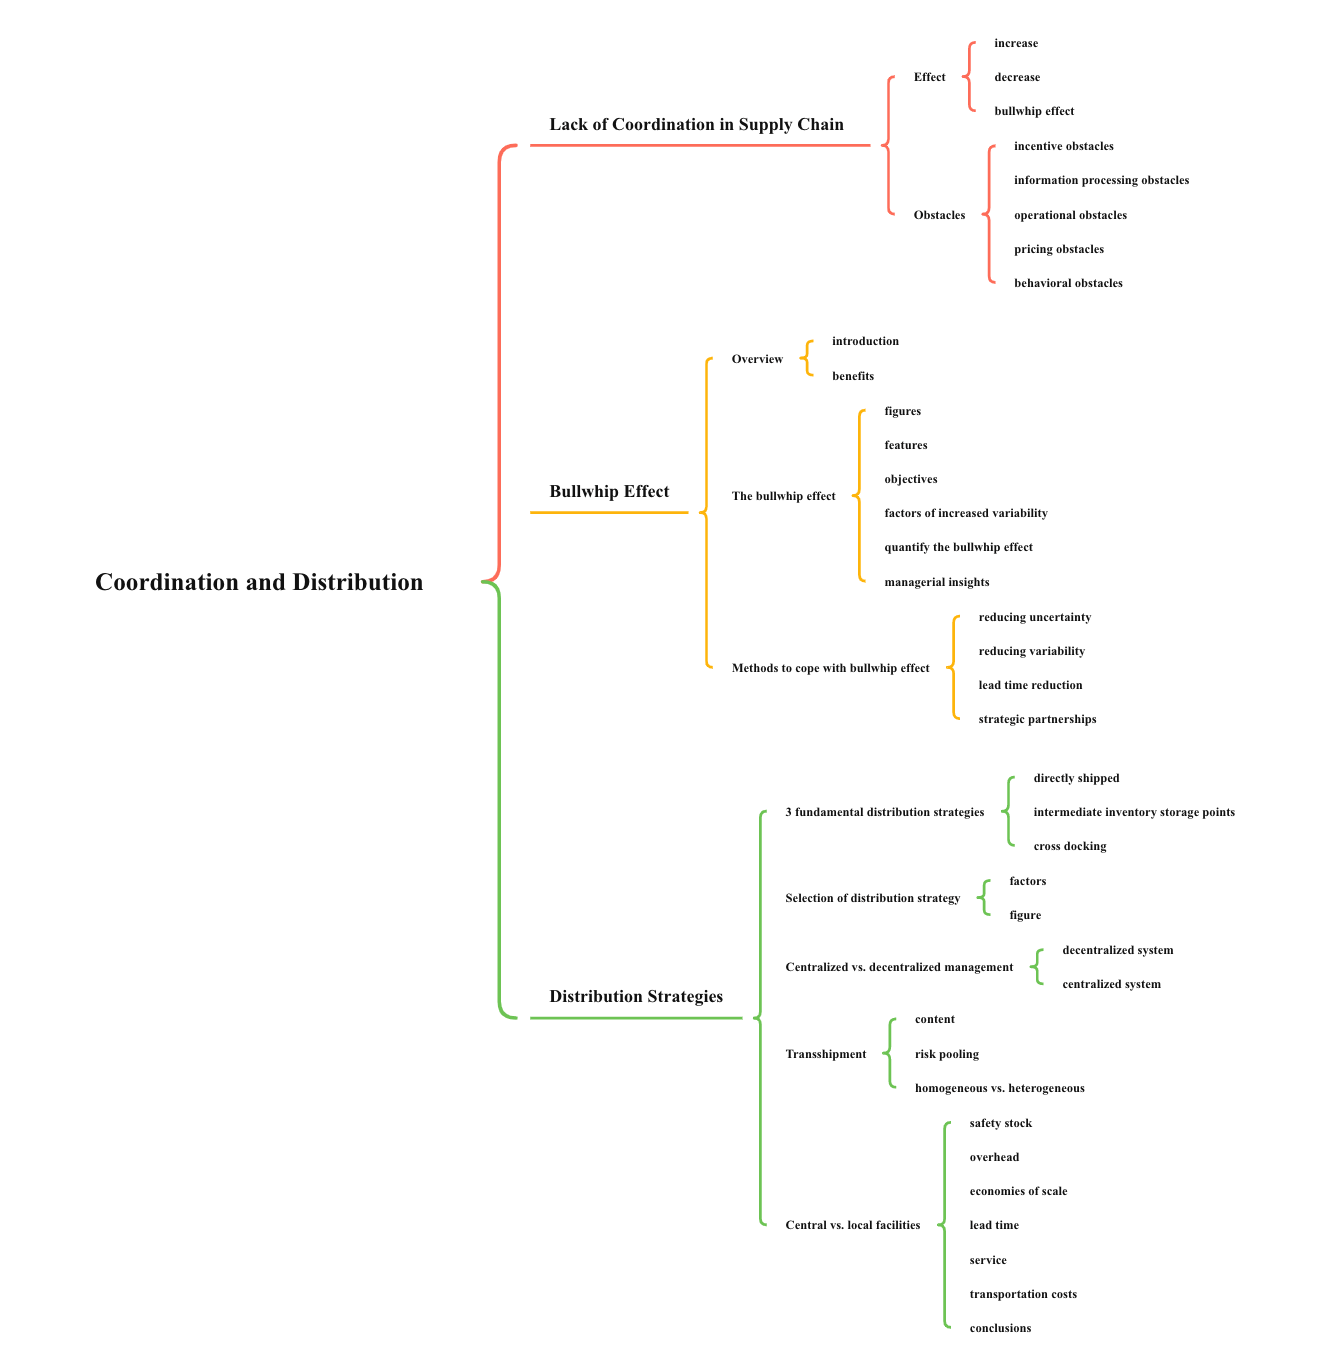 Coordination and Distribution
Lack of Coordination in Supply Chain
Effect
increase
decrease
bullwhip effect
Obstacles
incentive obstacles
information processing obstacles
operational obstacles
pricing obstacles
behavioral obstacles
Bullwhip Effect
Overview
introduction
benefits
The bullwhip effect
figures
features
objectives
factors of increased variability
quantify the bullwhip effect
managerial insights
Methods to cope with bullwhip effect
reducing uncertainty
reducing variability
lead time reduction
strategic partnerships
Distribution Strategies
3 fundamental distribution strategies
directly shipped
intermediate inventory storage points
cross docking
Selection of distribution strategy
factors
figure
Centralized vs. decentralized management
decentralized system
centralized system
Transshipment
content
risk pooling
homogeneous vs. heterogeneous
Central vs. local facilities
safety stock
overhead
economies of scale
lead time
service
transportation costs
conclusions